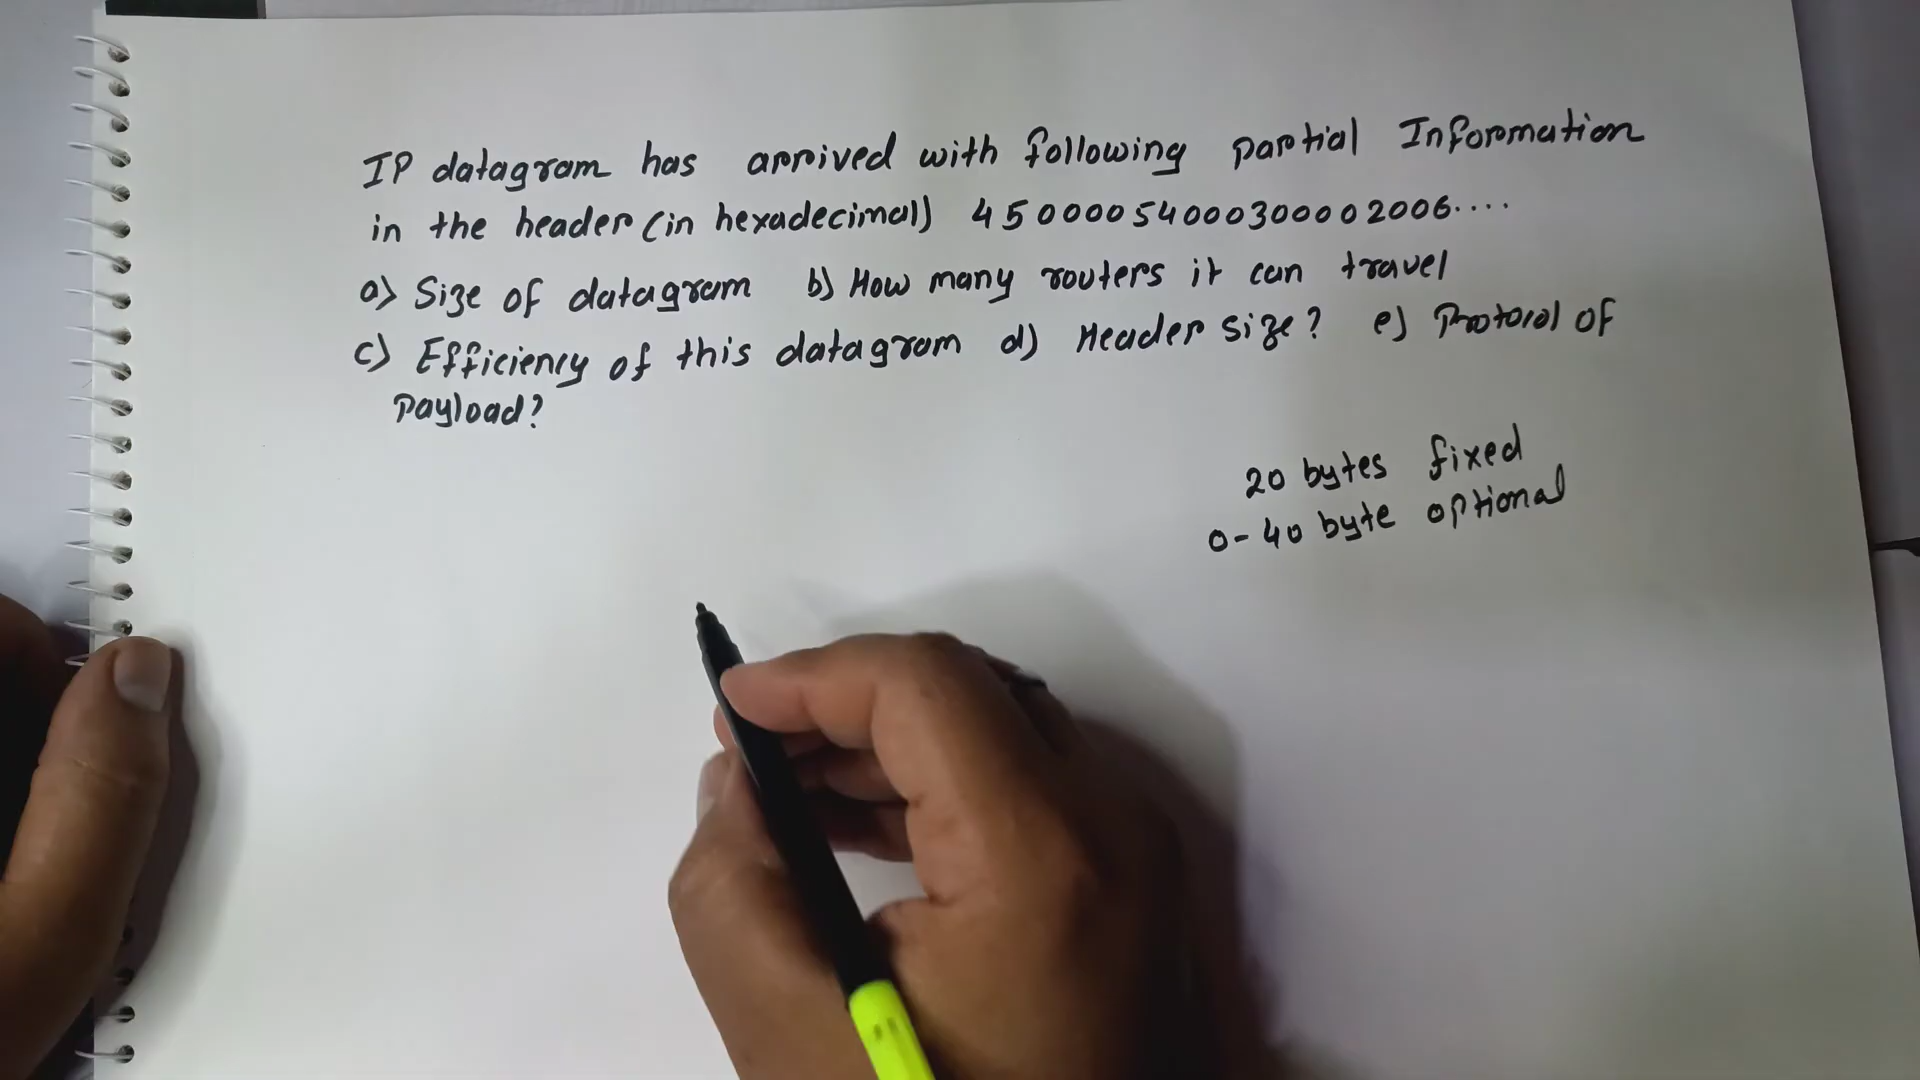 IP datagram has arrived with following partial Information
in the header (in hexadecimal) 45000054000300002006....
a) Size of datagram b) How many routers it can travel
c) Efficiency of this datagram d) Header size? e) Protocol of
Payload?
20 bytes fixed
0-40 byte optional